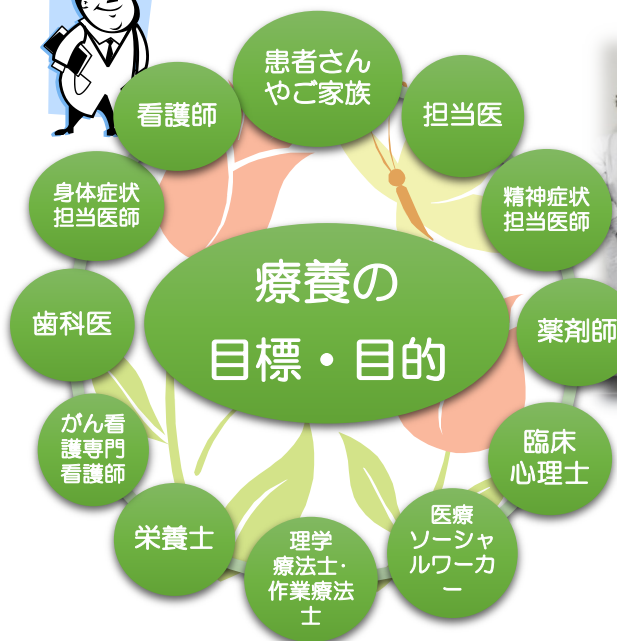 患者さん
やご家族
担当医
精神症状
担当医師
薬剤師
臨床
心理士
医療
ソーシャ
ルワーカ
ー
理学
療法士・
作業療法
士
栄養士
がん看
護専門
看護師
歯科医
身体症状
担当医師
看護師
療養の
目標・目的